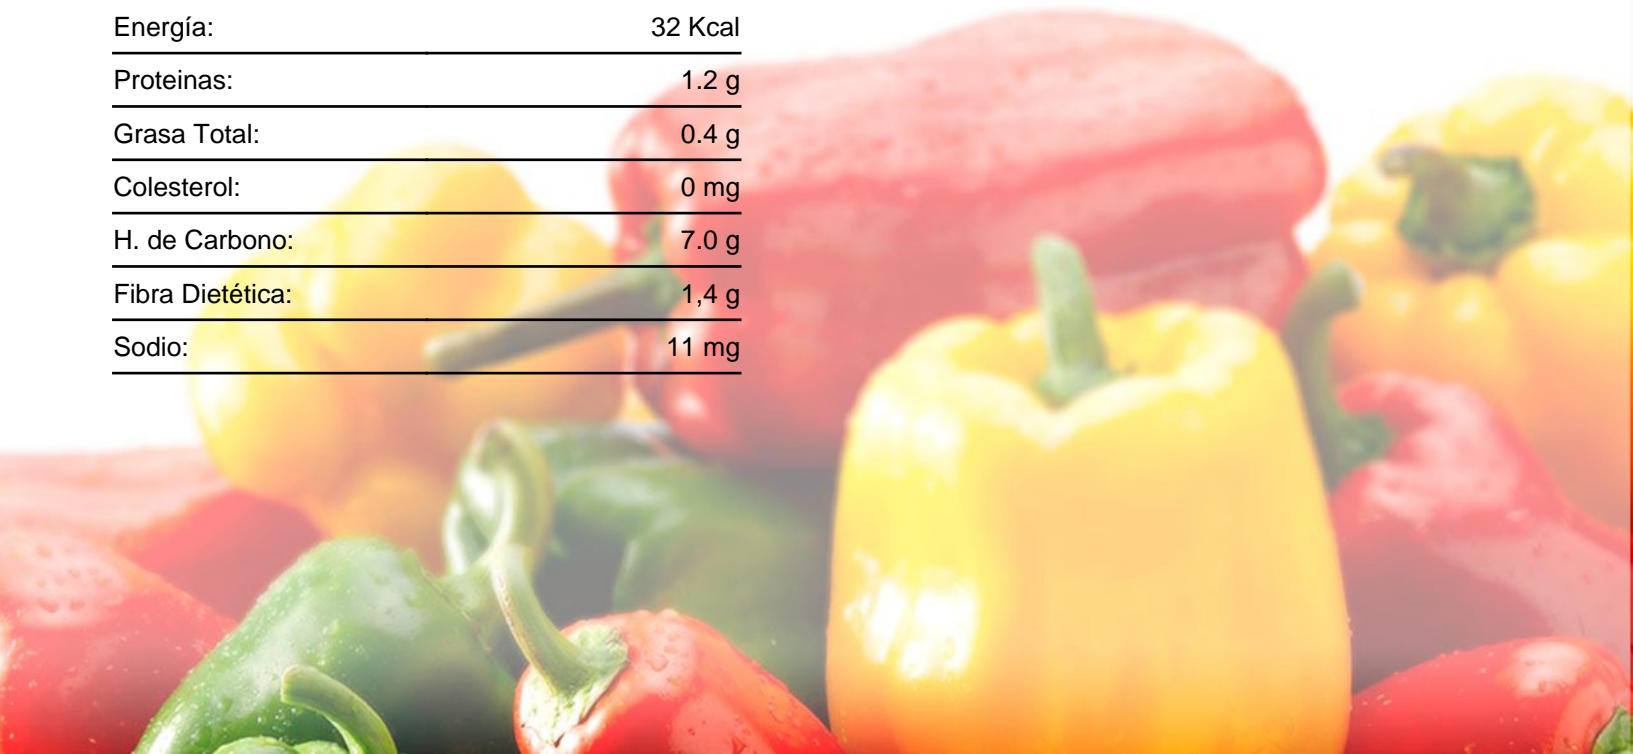 Energía: 32 Kcal
Proteinas: 1.2 g
Grasa Total: 0.4 g
Colesterol: 0 mg
H. de Carbono: 7.0 g
Fibra Dietética: 1,4 g
Sodio: 11 mg